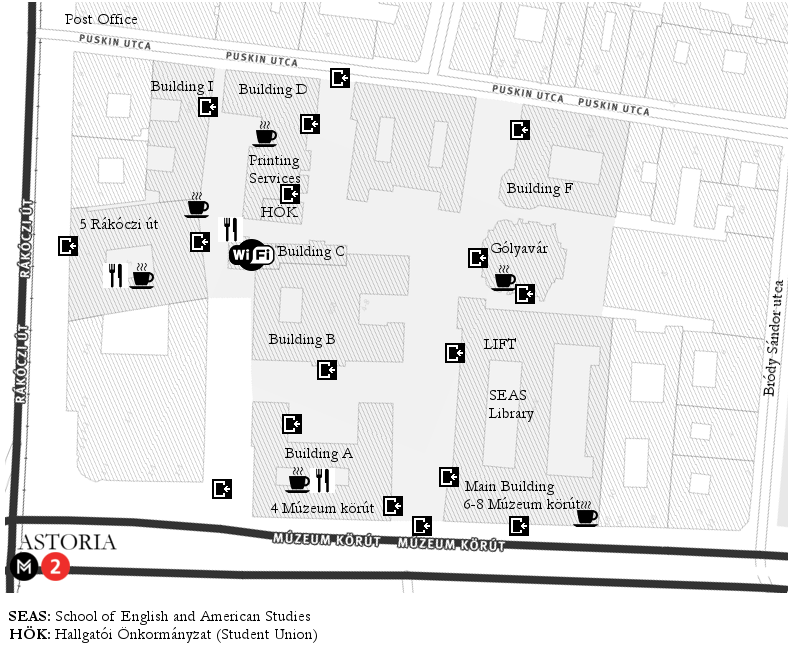 Post Office
PUSKIN UTCA
PUSKIN UTCA
PUSKIN UTCA
PUSKIN UTCA
Building I
Building D
Printing
Services
HÖK
Building F
RÁKÓCZI ÚT
5 Rákóczi út
WiFi
Building C
Gólyavár
Bródy Sándor utca
RÁKÓCZI ÚT
Building B
LIFT
SEAS
Library
Building A
4 Múzeum körút
Main Building
6-8 Múzeum körút
ASTORIA
MÚZEUM KÖRÚT
MÚZEUM KÖRÚT
M 2
SEAS: School of English and American Studies
HÖK: Hallgatói Önkormányzat (Student Union)